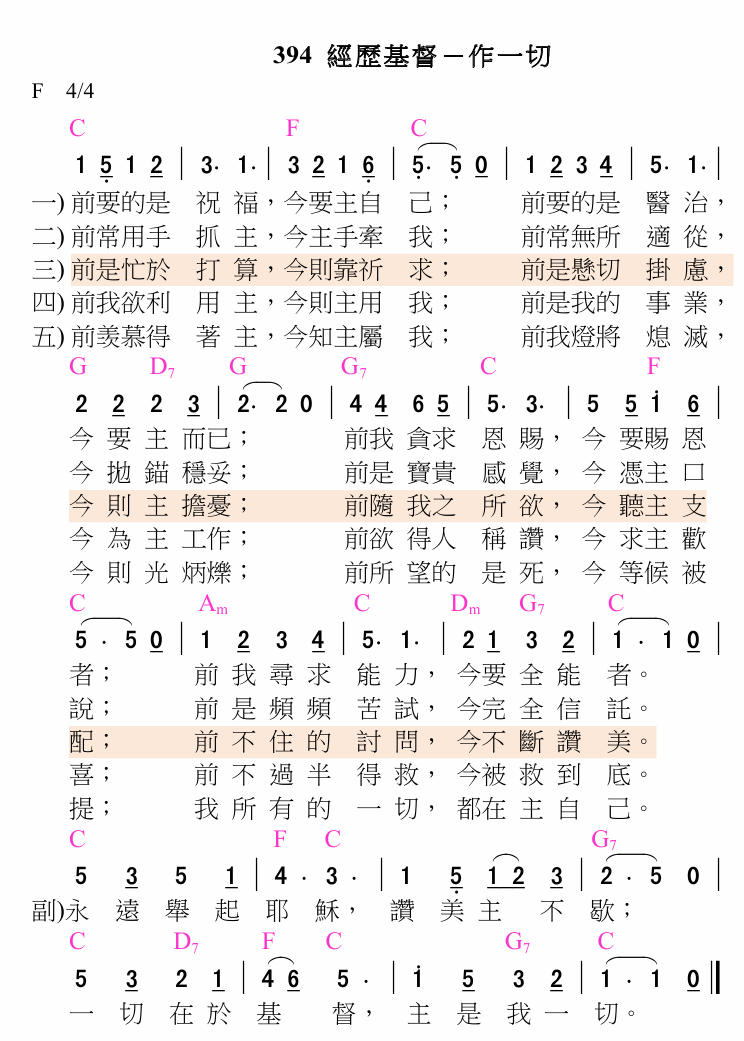 394 經歷基督－作一切
F 4/4
C F C
1 5 1 2 | 3· 1· | 3 2 1 6 | 5· 5 0 | 1 2 3 4 | 5· 1· |
一) 前要的是 祝 福，今要主自 己； 前要的是 醫 治，
二) 前常用手 抓 主，今主手牽 我； 前常無所 適 從，
三) 前是忙於 打 算，今則靠祈 求； 前是懸切 掛 慮，
四) 前我欲利 用 主，今則主用 我； 前是我的 事 業，
五) 前羨慕得 著 主，今知主屬 我； 前我燈將 熄 滅，
G D7 G G7 C F
2 2 2 3 | 2· 2 0 | 4 4 6 5 | 5· 3· | 5 5 i 6 |
今 要 主 而已； 前我 貪求 恩 賜， 今 要賜 恩
今 拋 錨 穩妥； 前是 寶貴 感 覺， 今 憑主 口
今 則 主 擔憂； 前隨 我之 所 欲， 今 聽主 支
今 為 主 工作； 前欲 得人 稱 讚， 今 求主 歡
今 則 光 炳爍； 前所 望的 是 死， 今 等候 被
C Am C Dm G7 C
5 · 5 0 | 1 2 3 4 | 5· 1· | 2 1 3 2 | 1 · 1 0 |
者； 前 我 尋 求 能 力， 今要 全 能 者。
說； 前 是 頻 頻 苦 試， 今完 全 信 託。
配； 前 不 住 的 討 問， 今不 斷 讚 美。
喜； 前 不 過 半 得 救， 今被 救 到 底。
提； 我 所 有 的 一 切， 都在 主 自 己。
C F C G7
5 3 5 1 | 4 · 3 · | 1 5 1 2 3 | 2 · 5 0 |
副)永 遠 舉 起 耶 穌， 讚 美 主 不 歇；
C D7 F C G7 C
5 3 2 1 | 4 6 5 · | i 5 3 2 | 1 · 1 0 ‖
一 切 在 於 基 督， 主 是 我 一 切。